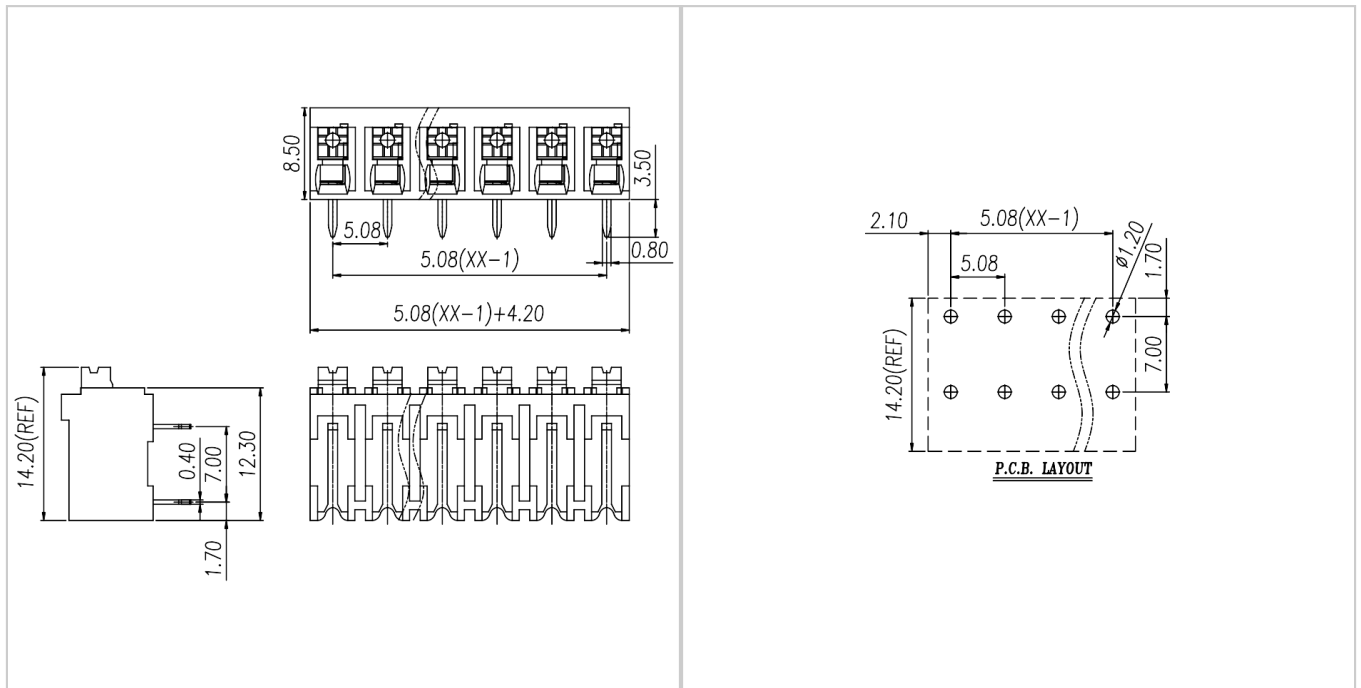 8.50
3.50
5.08
0.80
5.08(XX-1)
5.08(XX-1)+4.20
14.20(REF)
0.40
7.00
12.30
1.70
2.10
5.08(XX-1)
ø1.20
1.70
5.08
14.20(REF)
7.00
P.C.B. LAYOUT